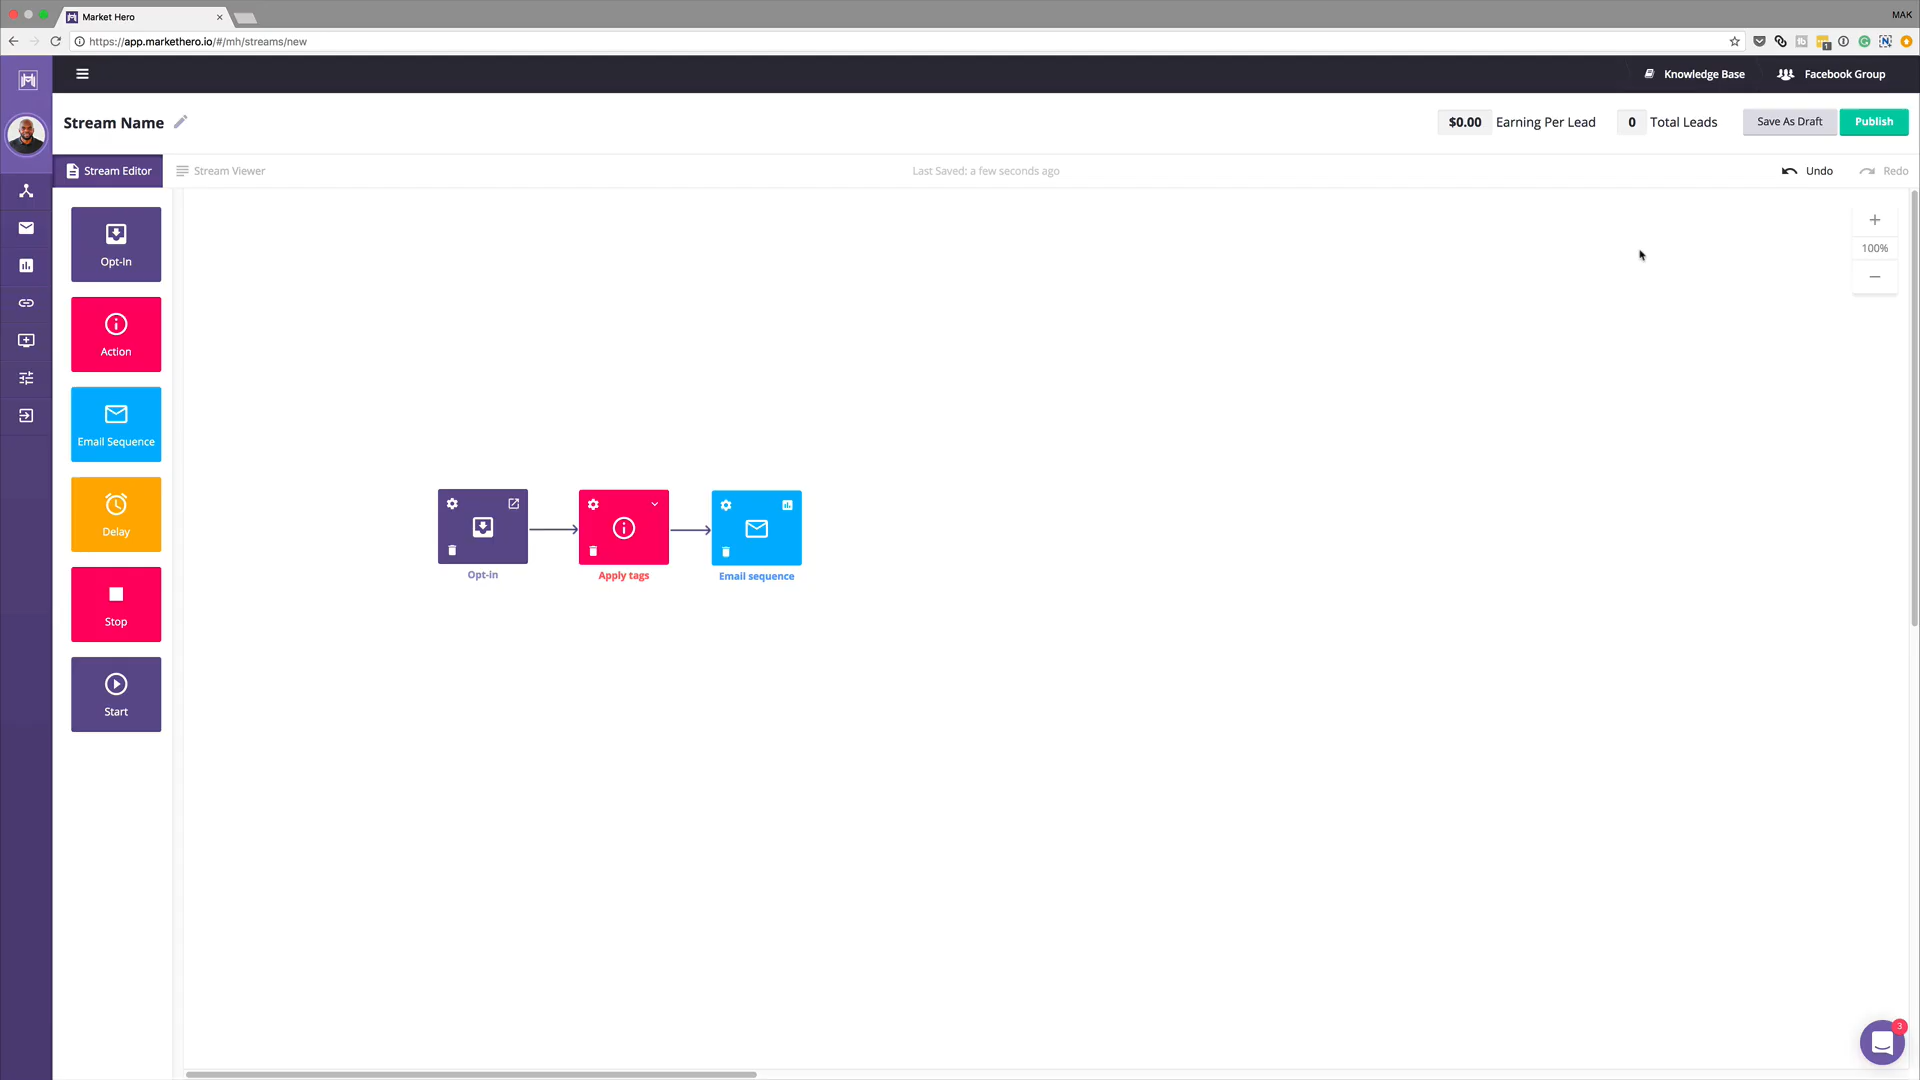 Market Hero
MAK
https://app.markethero.io/#/mh/streams/new
Knowledge Base
Facebook Group
Stream Name
$0.00 Earning Per Lead
0 Total Leads
Save As Draft
Publish
Stream Editor
Stream Viewer
Last Saved: a few seconds ago
Undo
Redo
Opt-In
100%
Action
Email Sequence
Delay
Opt-in
Apply tags
Email sequence
Stop
Start
3